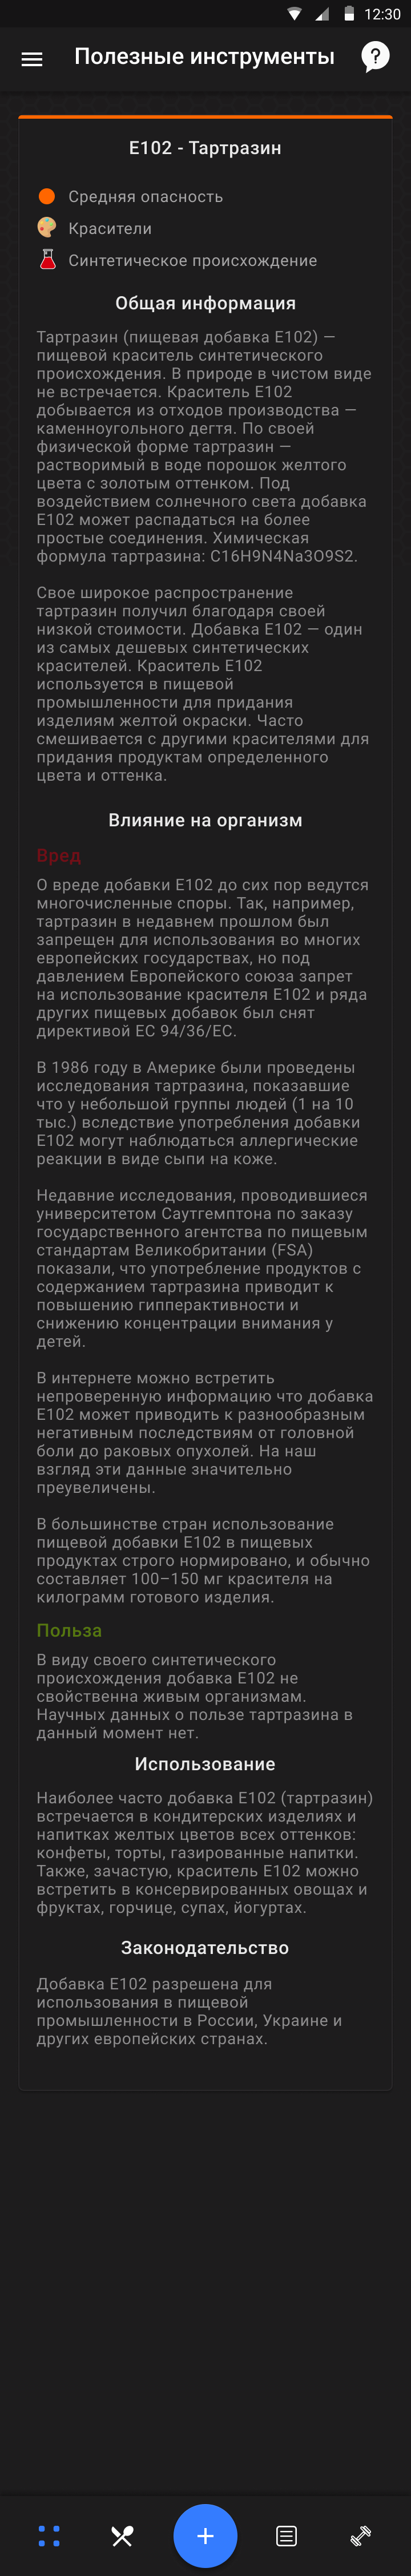 12:30
Полезные инструменты
?
E102 - Тартразин
Средняя опасность
Красители
Синтетическое происхождение
Общая информация
Тартразин (пищевая добавка E102) —
пищевой краситель синтетического
происхождения. В природе в чистом виде
не встречается. Краситель E102
добывается из отходов производства —
каменноугольного дегтя. По своей
физической форме тартразин —
растворимый в воде порошок желтого
цвета с золотым оттенком. Под
воздействием солнечного света добавка
E102 может распадаться на более
простые соединения. Химическая
формула тартразина: C16H9N4Na3O9S2.
Свое широкое распространение
тартразин получил благодаря своей
низкой стоимости. Добавка E102 — один
из самых дешевых синтетических
красителей. Краситель E102
используется в пищевой
промышленности для придания
изделиям желтой окраски. Часто
смешивается с другими красителями для
придания продуктам определенного
цвета и оттенка.
Влияние на организм
Вред
О вреде добавки E102 до сих пор ведутся
многочисленные споры. Так, например,
тартразин в недавнем прошлом был
запрещен для использования во многих
европейских государствах, но под
давлением Европейского союза запрет
на использование красителя E102 и ряда
других пищевых добавок был снят
директивой ЕС 94/36/ЕС.
В 1986 году в Америке были проведены
исследования тартразина, показавшие
что у небольшой группы людей (1 на 10
тыс.) вследствие употребления добавки
E102 могут наблюдаться аллергические
реакции в виде сыпи на коже.
Недавние исследования, проводившиеся
университетом Саутгемптона по заказу
государственного агентства по пищевым
стандартам Великобритании (FSA)
показали, что употребление продуктов с
содержанием тартразина приводит к
повышению гипперактивности и
снижению концентрации внимания у
детей.
В интернете можно встретить
непроверенную информацию что добавка
E102 может приводить к разнообразным
негативным последствиям от головной
боли до раковых опухолей. На наш
взгляд эти данные значительно
преувеличены.
В большинстве стран использование
пищевой добавки E102 в пищевых
продуктах строго нормировано, и обычно
составляет 100–150 мг красителя на
килограмм готового изделия.
Польза
В виду своего синтетического
происхождения добавка E102 не
свойственна живым организмам.
Научных данных о пользе тартразина в
данный момент нет.
Использование
Наиболее часто добавка E102 (тартразин)
встречается в кондитерских изделиях и
напитках желтых цветов всех оттенков:
конфеты, торты, газированные напитки.
Также, зачастую, краситель E102 можно
встретить в консервированных овощах и
фруктах, горчице, супах, йогуртах.
Законодательство
Добавка E102 разрешена для
использования в пищевой
промышленности в России, Украине и
других европейских странах.